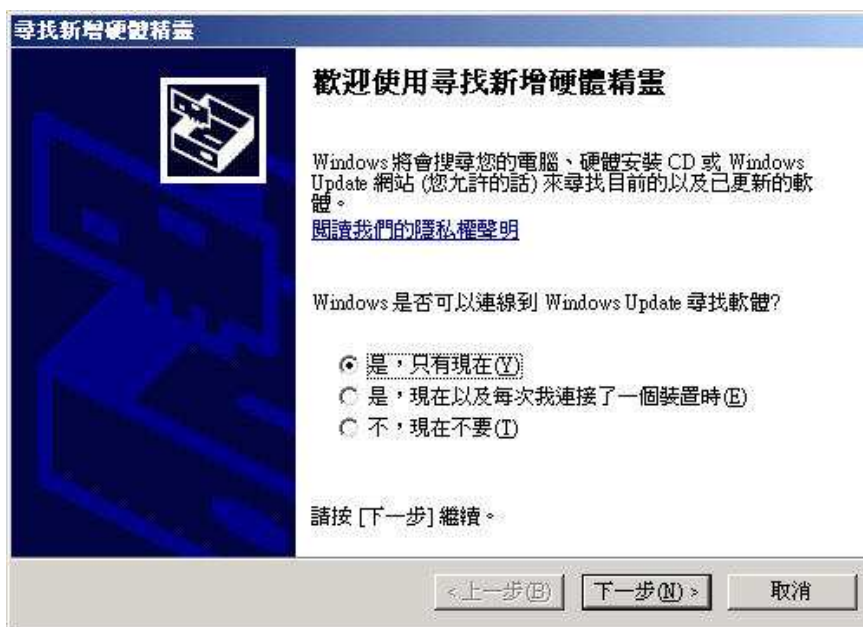 尋找新增硬體精靈
歡迎使用尋找新增硬體精靈
Windows 將會搜尋您的電腦、硬體安裝 CD 或 Windows
Update 網站 (您允許的話) 來尋找目前的以及已更新的軟
體。
閱讀我們的隱私權聲明
Windows 是否可以連線到 Windows Update 尋找軟體?
是，只有現在(Y)
是，現在以及每次我連接了一個裝置時(E)
不，現在不要(T)
請按 [下一步] 繼續。
<上一步(B) 下一步(N)> 取消